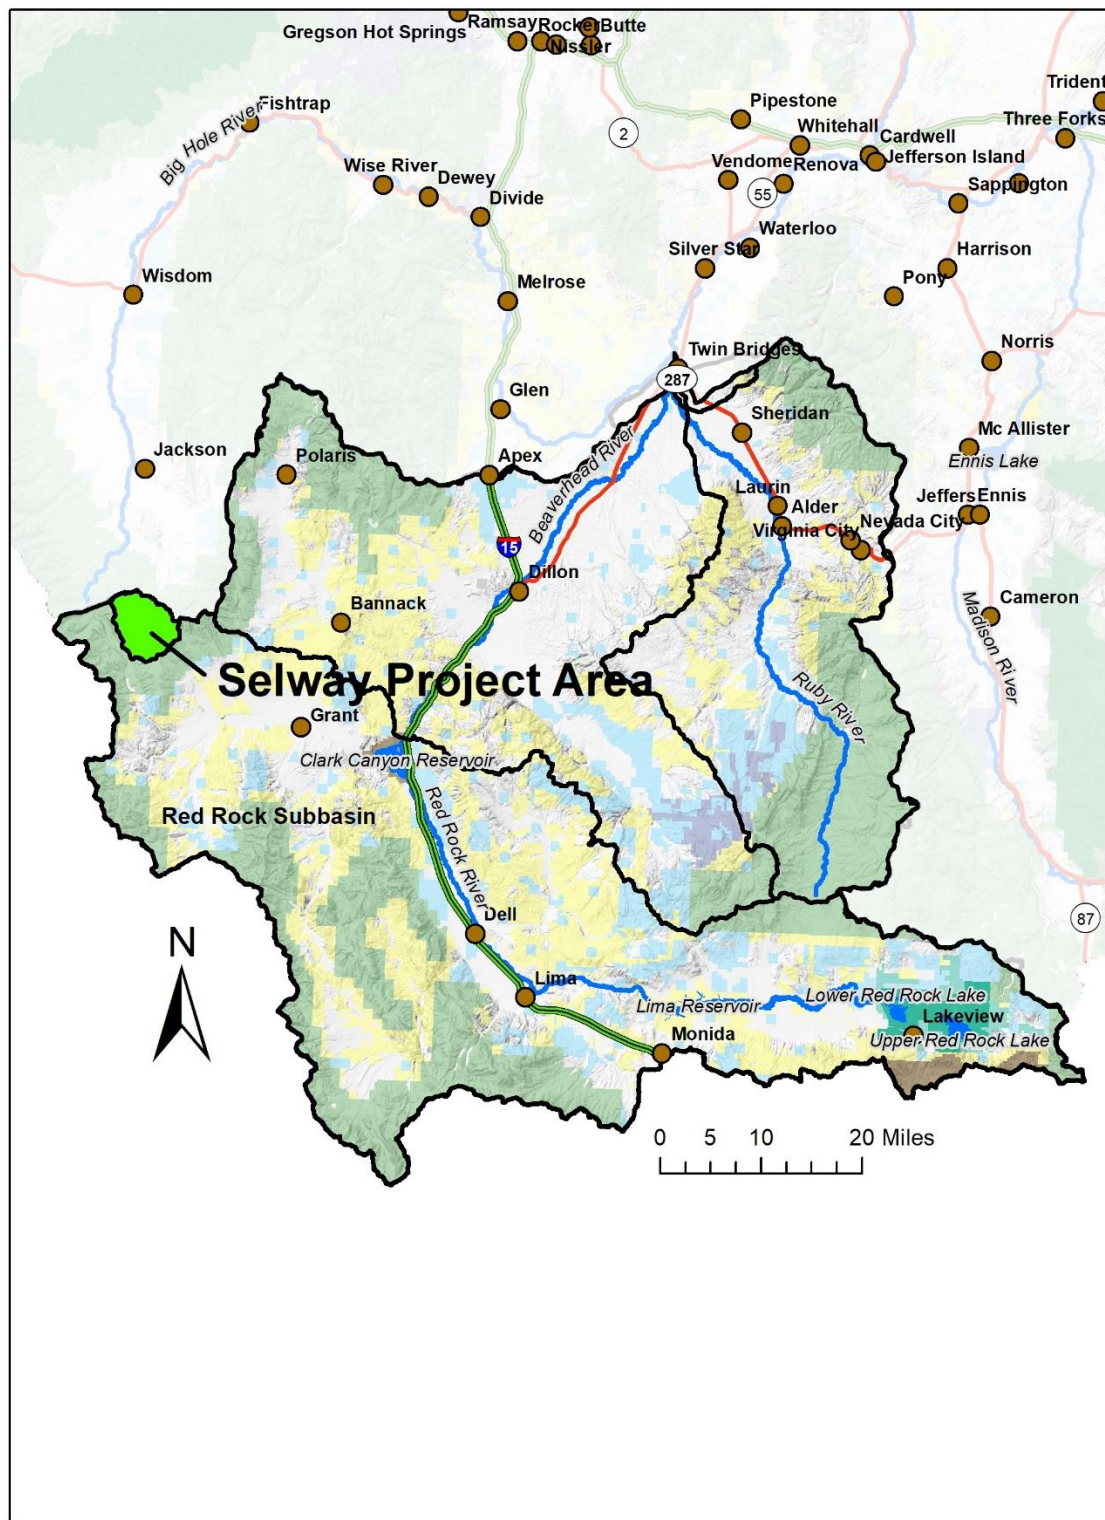 Ramsay
Rocker
Butte
Gregson Hot Springs
Nissler
Trident
Fishtrap
Pipestone
Three Forks
2
Whitehall
Cardwell
Big Hole River
Wise River
Dewey
Vendome
Renova
Jefferson Island
Sappington
Divide
55
Waterloo
Silver Star
Harrison
Wisdom
Melrose
Pony
Twin Bridges
Norris
287
Glen
Sheridan
Mc Allister
Jackson
Polaris
Apex
Beaverhead River
Ennis Lake
Laurin
Alder
Jeffers
Ennis
Virginia City
Nevada City
15
Dillon
Bannack
Cameron
Madison River
Selway Project Area
Ruby River
Grant
Clark Canyon Reservoir
Red Rock Subbasin
Red Rock River
Dell
87
N
Lima
Lima Reservoir
Lower Red Rock Lake
Lakeview
Monida
Upper Red Rock Lake
0 5 10 20 Miles